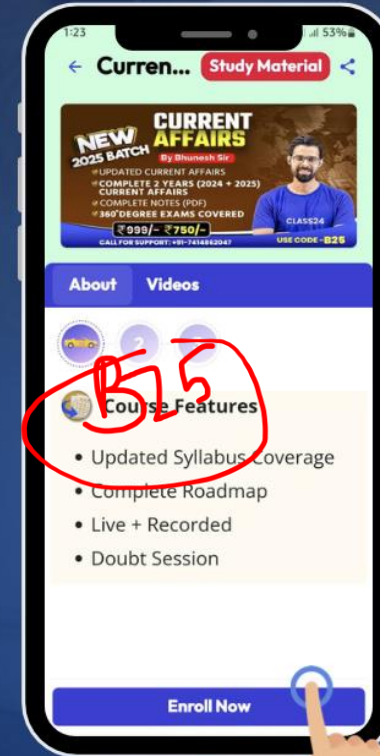 1:23
53%
Curren... Study Material
NEW
2025 BATCH
CURRENT
AFFAIRS
By Bhunesh Sir
UPDATED CURRENT AFFAIRS
COMPLETE 2 YEARS (2024 + 2025)
CURRENT AFFAIRS
COMPLETE NOTES (PDF)
360°DEGREE EXAMS COVERED
₹999/- ₹750/-
CALL FOR SUPPORT: +91-7414862047
CLASS24
USE CODE -B25
About Videos
2
B25
Course Features
Updated Syllabus Coverage
Complete Roadmap
Live + Recorded
Doubt Session
Enroll Now